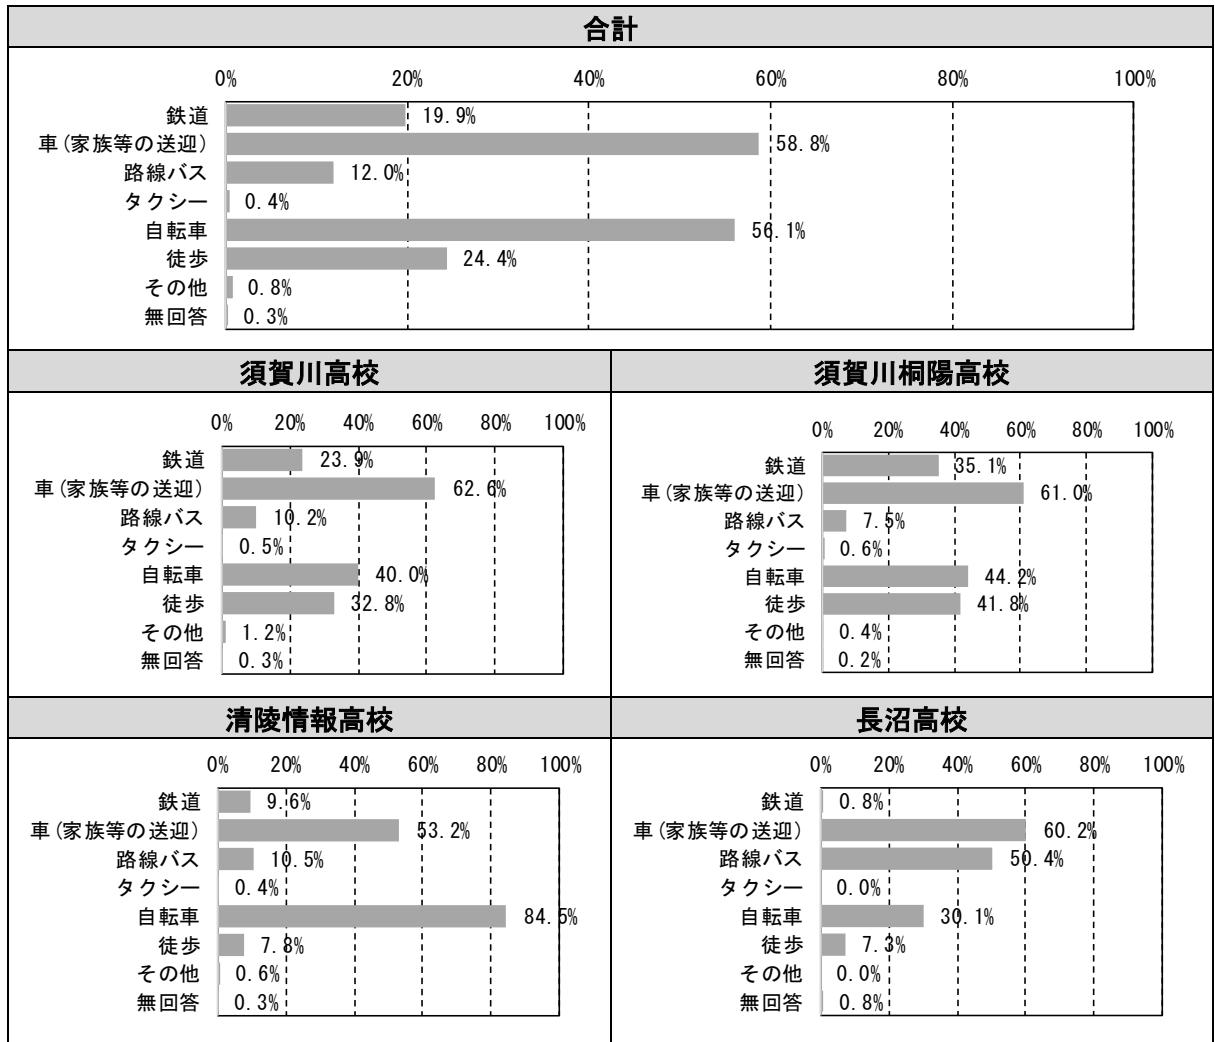 合計
0% 20% 40% 60% 80% 100%
鉄道 19.9%
車(家族等の送迎) 58.8%
路線バス 12.0%
タクシー 0.4%
自転車 56.1%
徒歩 24.4%
その他 0.8%
無回答 0.3%
須賀川高校
0% 20% 40% 60% 80% 100%
鉄道 23.9%
車(家族等の送迎) 62.6%
路線バス 10.2%
タクシー 0.5%
自転車 40.0%
徒歩 32.8%
その他 1.2%
無回答 0.3%
須賀川桐陽高校
0% 20% 40% 60% 80% 100%
鉄道 35.1%
車(家族等の送迎) 61.0%
路線バス 7.5%
タクシー 0.6%
自転車 44.2%
徒歩 41.8%
その他 0.4%
無回答 0.2%
清陵情報高校
0% 20% 40% 60% 80% 100%
鉄道 9.6%
車(家族等の送迎) 53.2%
路線バス 10.5%
タクシー 0.4%
自転車 84.5%
徒歩 7.8%
その他 0.6%
無回答 0.3%
長沼高校
0% 20% 40% 60% 80% 100%
鉄道 0.8%
車(家族等の送迎) 60.2%
路線バス 50.4%
タクシー 0.0%
自転車 30.1%
徒歩 7.3%
その他 0.0%
無回答 0.8%